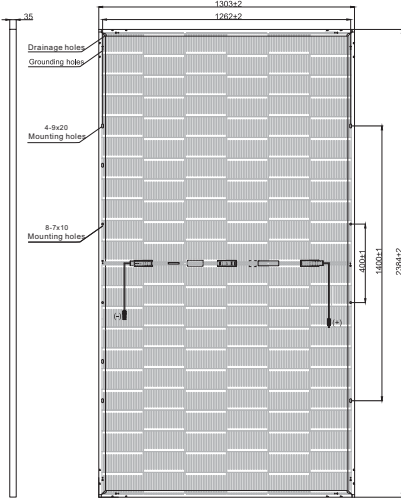 1303±2
35
1262±2
Drainage holes
Grounding holes
4-9x20
Mounting holes
8-7x10
Mounting holes
400±1
1400±1
2384±2
(-)
(+)